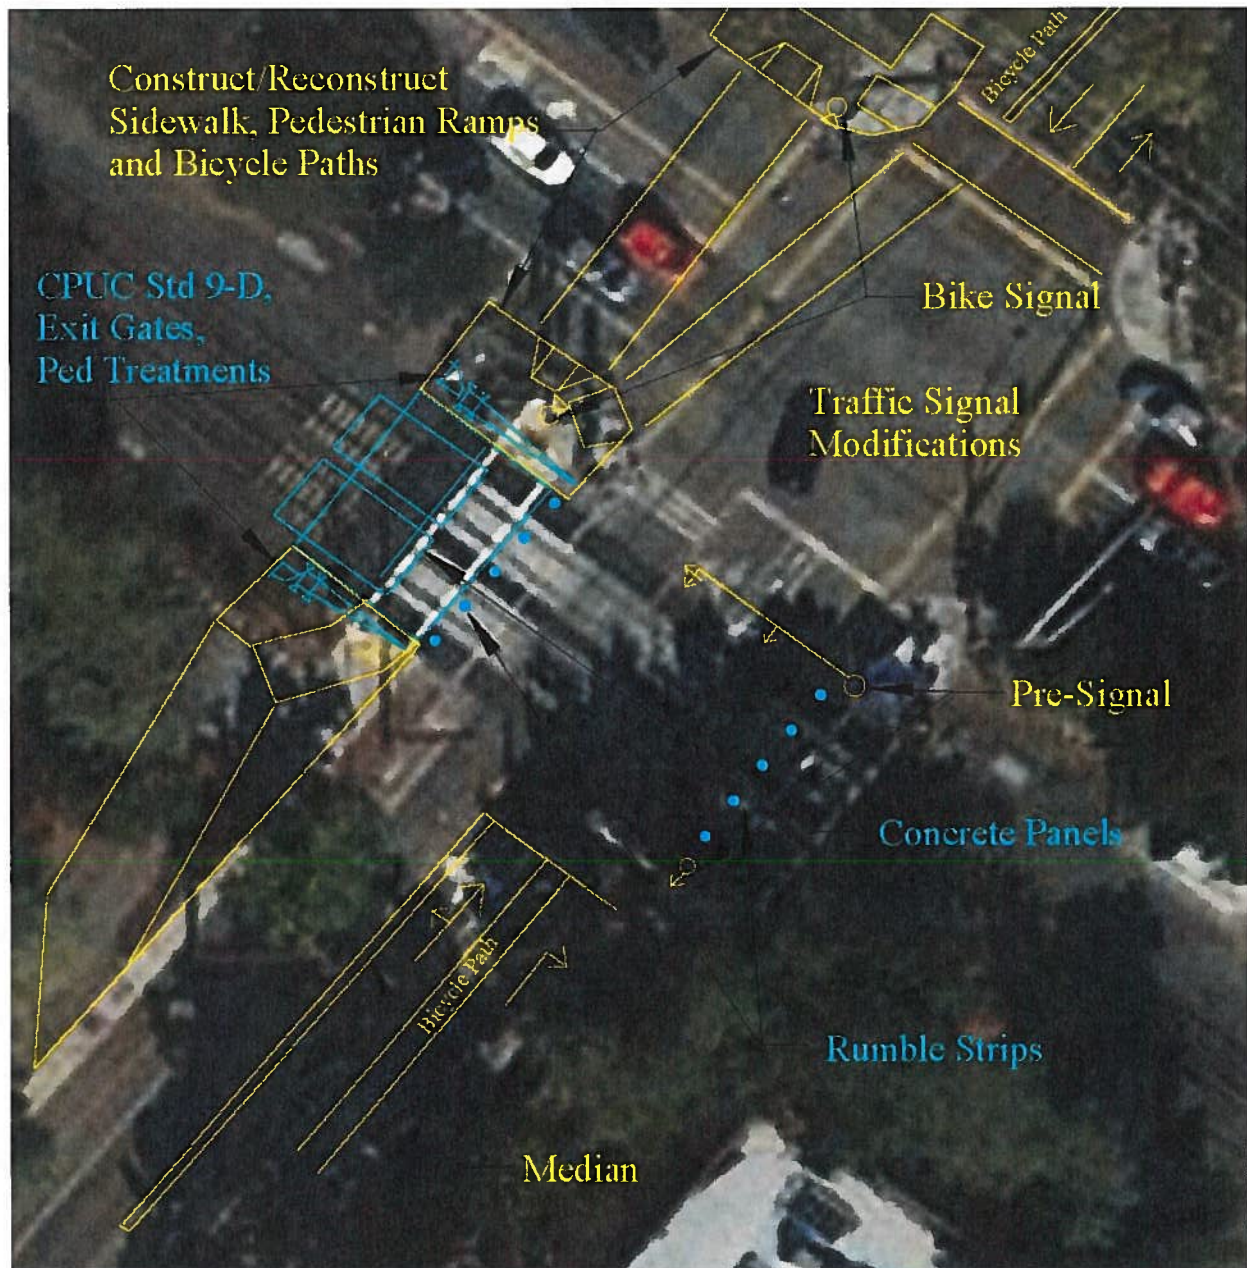 Construct/Reconstruct
Sidewalk, Pedestrian Ramps
and Bicycle Paths
Bicycle Path
CPUC Std 9-D,
Exit Gates,
Ped Treatments
Bike Signal
Traffic Signal
Modifications
Pre-Signal
Concrete Panels
Bicycle Path
Rumble Strips
Median